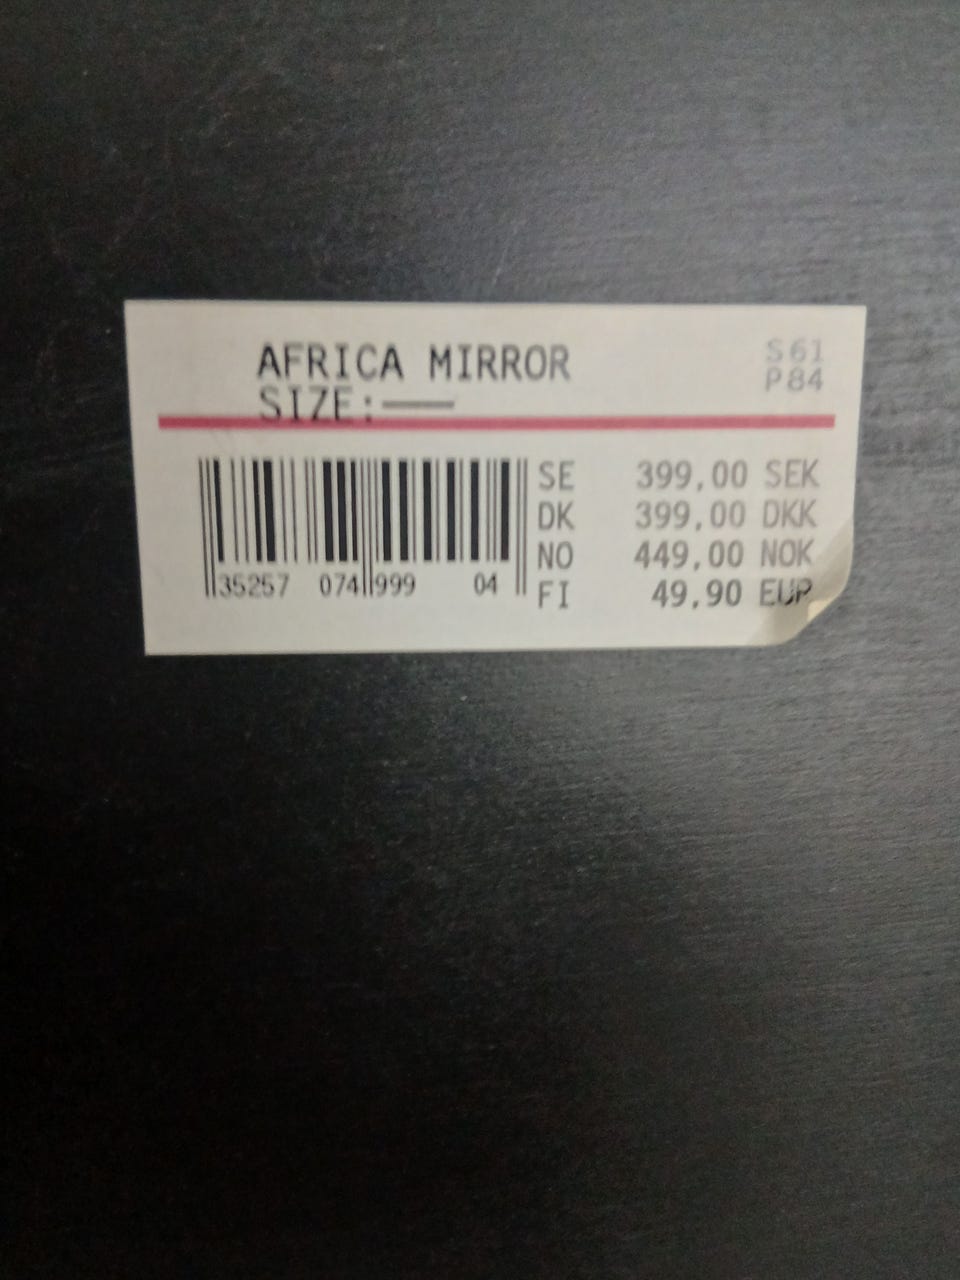 AFRICA MIRROR
SIZE:——
S61
P84
35257 074 999 04
SE 399,00 SEK
DK 399,00 DKK
NO 449,00 NOK
FI 49,90 EUR